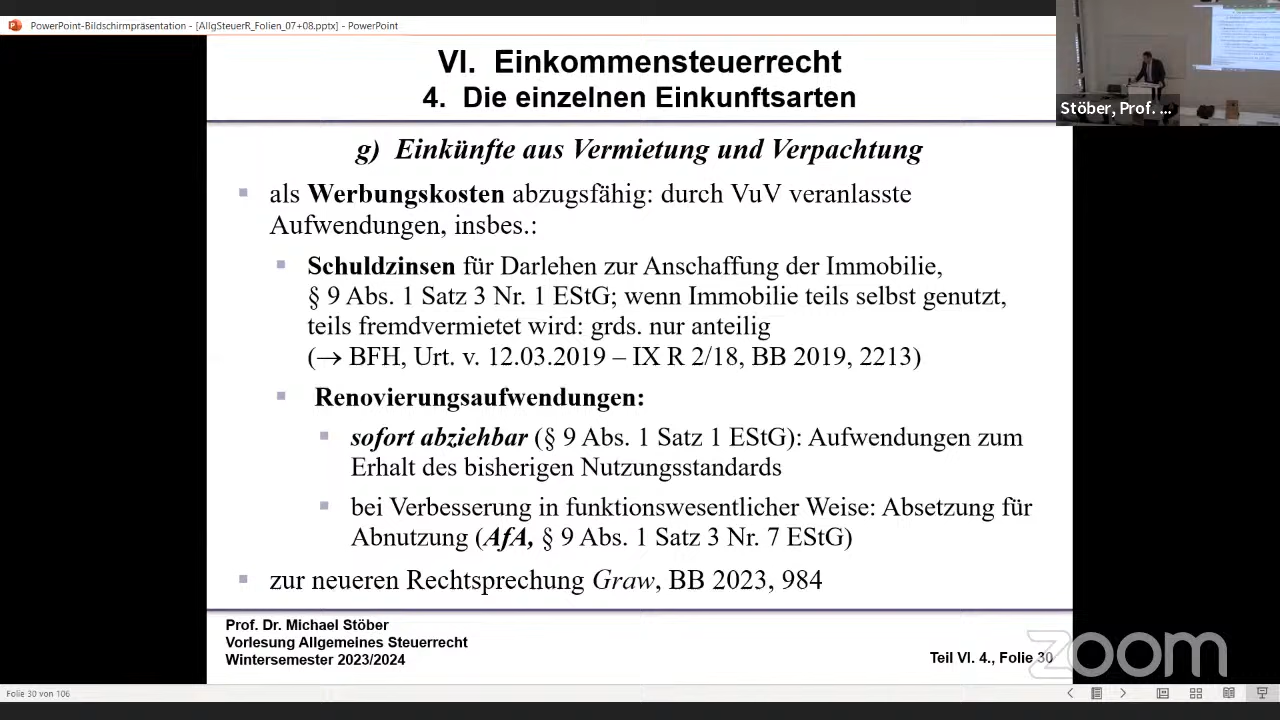 PowerPoint-Bildschirmpräsentation - [AllgSteuerR_Folien_07+08.pptx] - PowerPoint
Stöber, Prof. ...
VI. Einkommensteuerrecht
4. Die einzelnen Einkunftsarten
g) Einkünfte aus Vermietung und Verpachtung
als Werbungskosten abzugsfähig: durch VuV veranlasste
Aufwendungen, insbes.:
Schuldzinsen für Darlehen zur Anschaffung der Immobilie,
§ 9 Abs. 1 Satz 3 Nr. 1 EStG; wenn Immobilie teils selbst genutzt,
teils fremdvermietet wird: grds. nur anteilig
(→ BFH, Urt. v. 12.03.2019 – IX R 2/18, BB 2019, 2213)
Renovierungsaufwendungen:
sofort abziehbar (§ 9 Abs. 1 Satz 1 EStG): Aufwendungen zum
Erhalt des bisherigen Nutzungsstandards
bei Verbesserung in funktionswesentlicher Weise: Absetzung für
Abnutzung (AfA, § 9 Abs. 1 Satz 3 Nr. 7 EStG)
zur neueren Rechtsprechung Graw, BB 2023, 984
Prof. Dr. Michael Stöber
Vorlesung Allgemeines Steuerrecht
Wintersemester 2023/2024
Teil VI. 4., Folie 30
zoom
Folie 30 von 106